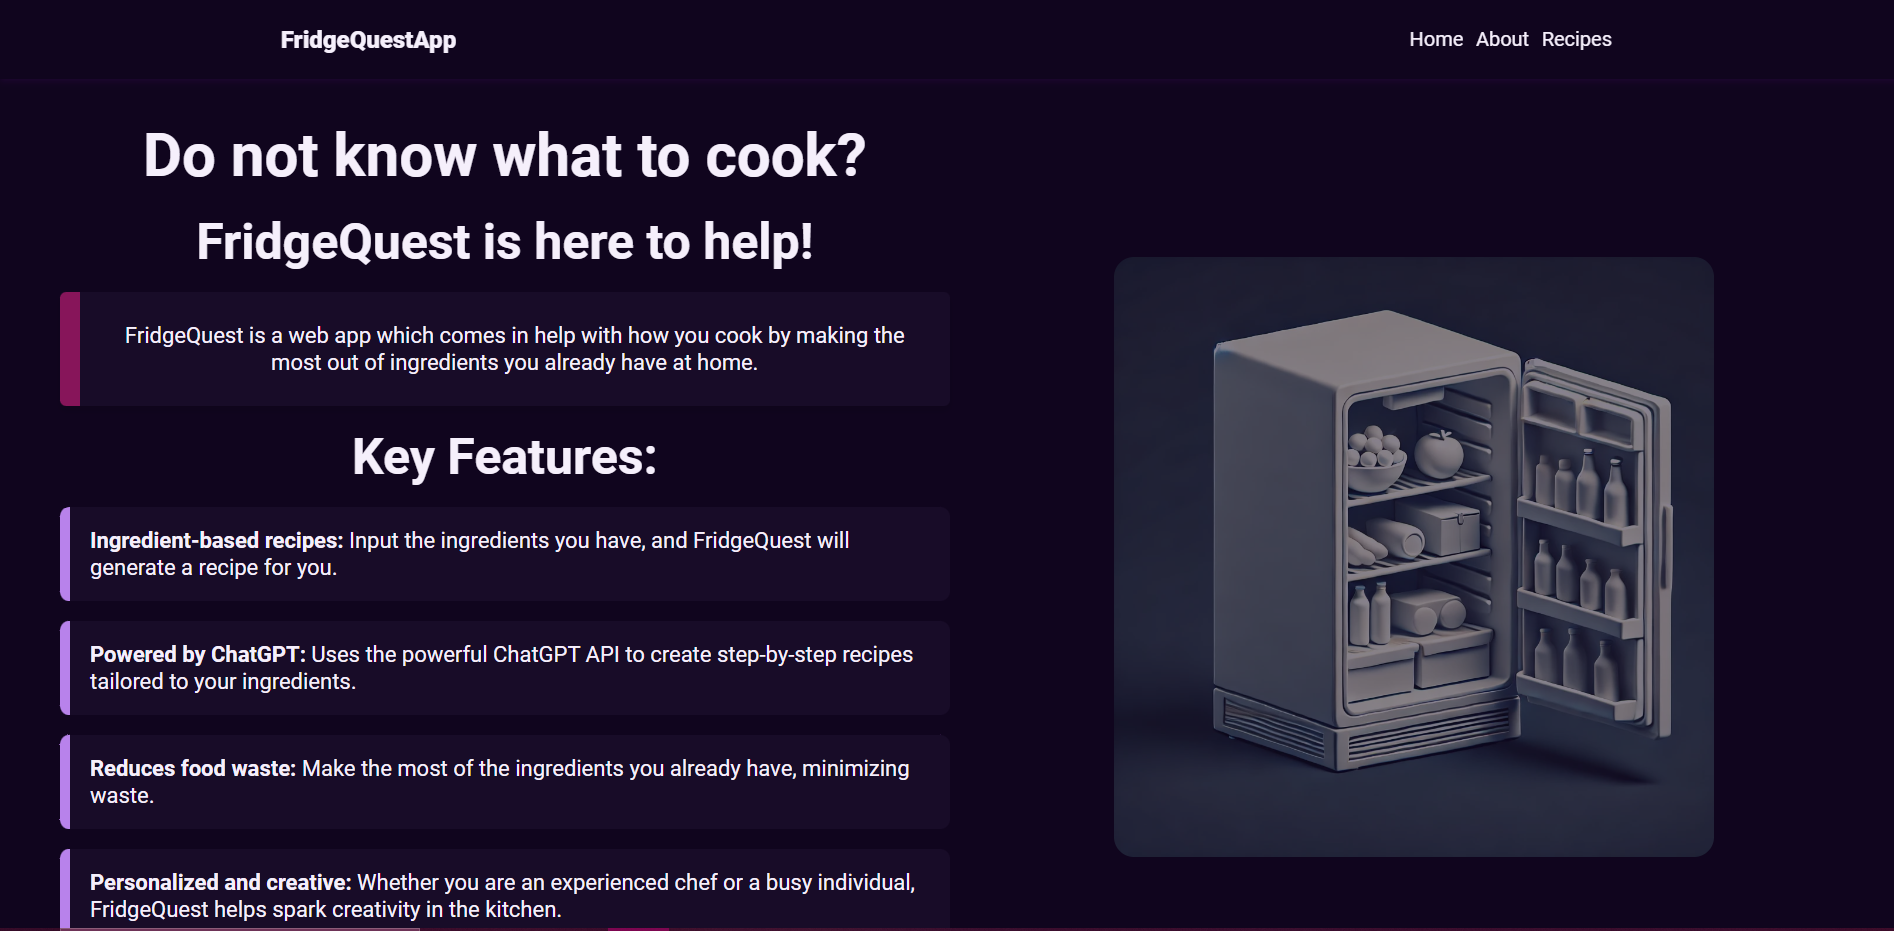 FridgeQuestApp
Home About Recipes
Do not know what to cook?
FridgeQuest is here to help!
FridgeQuest is a web app which comes in help with how you cook by making the
most out of ingredients you already have at home.
Key Features:
Ingredient-based recipes: Input the ingredients you have, and FridgeQuest will
generate a recipe for you.
Powered by ChatGPT: Uses the powerful ChatGPT API to create step-by-step recipes
tailored to your ingredients.
Reduces food waste: Make the most of the ingredients you already have, minimizing
waste.
Personalized and creative: Whether you are an experienced chef or a busy individual,
FridgeQuest helps spark creativity in the kitchen.